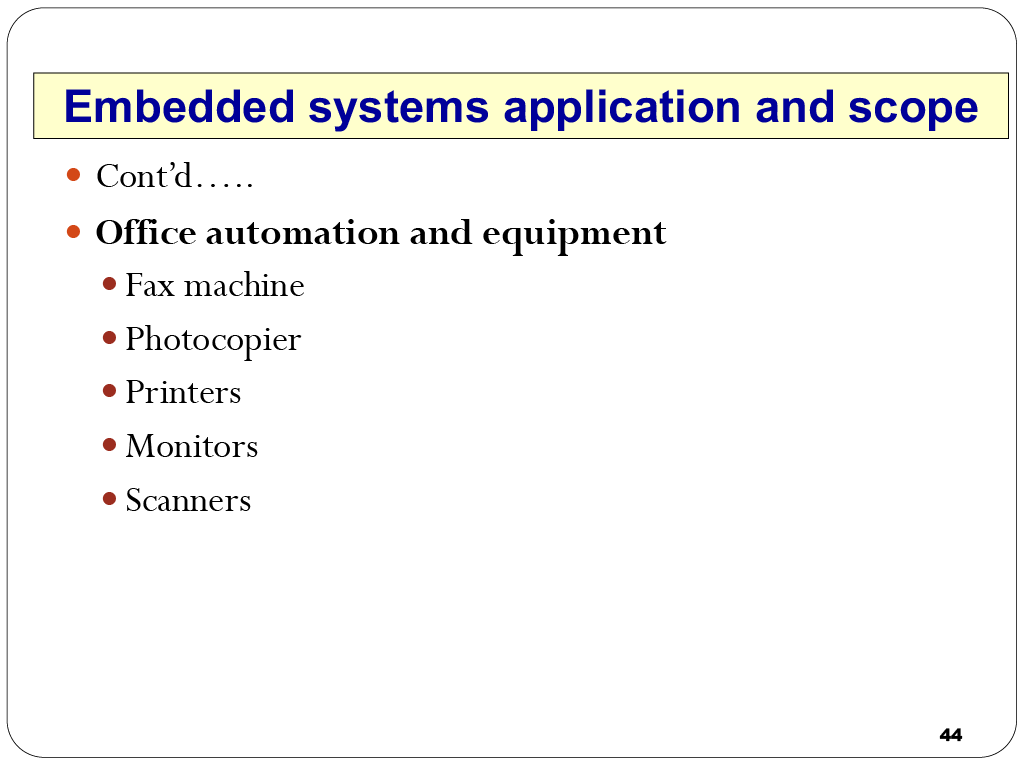 Embedded systems application and scope
Cont’d…..
Office automation and equipment
Fax machine
Photocopier
Printers
Monitors
Scanners
44